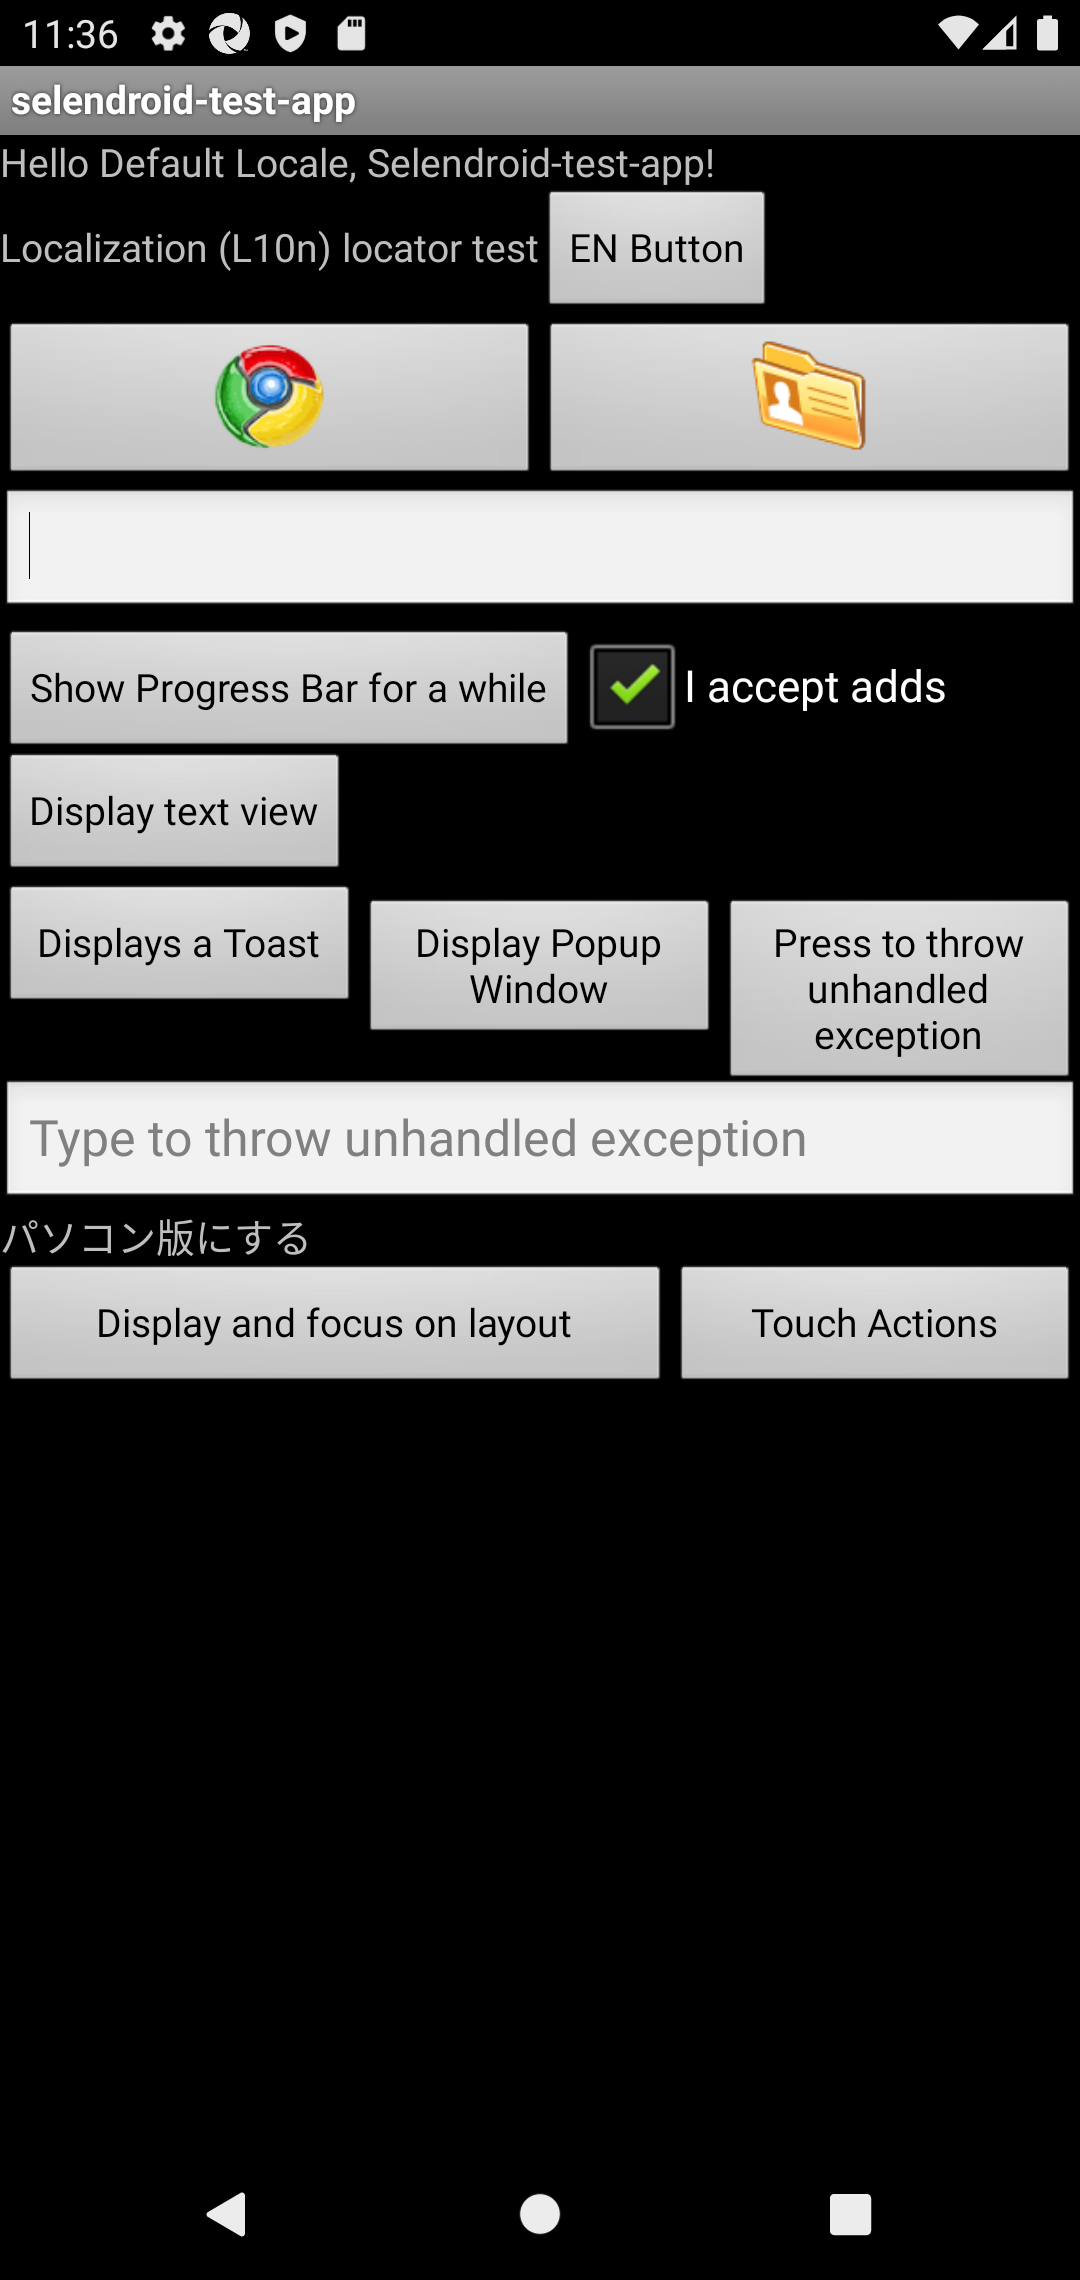 11:36
selendroid-test-app
Hello Default Locale, Selendroid-test-app!
Localization (L10n) locator test
EN Button
Show Progress Bar for a while
I accept adds
Display text view
Displays a Toast
Display Popup
Window
Press to throw
unhandled
exception
Type to throw unhandled exception
パソコン版にする
Display and focus on layout
Touch Actions